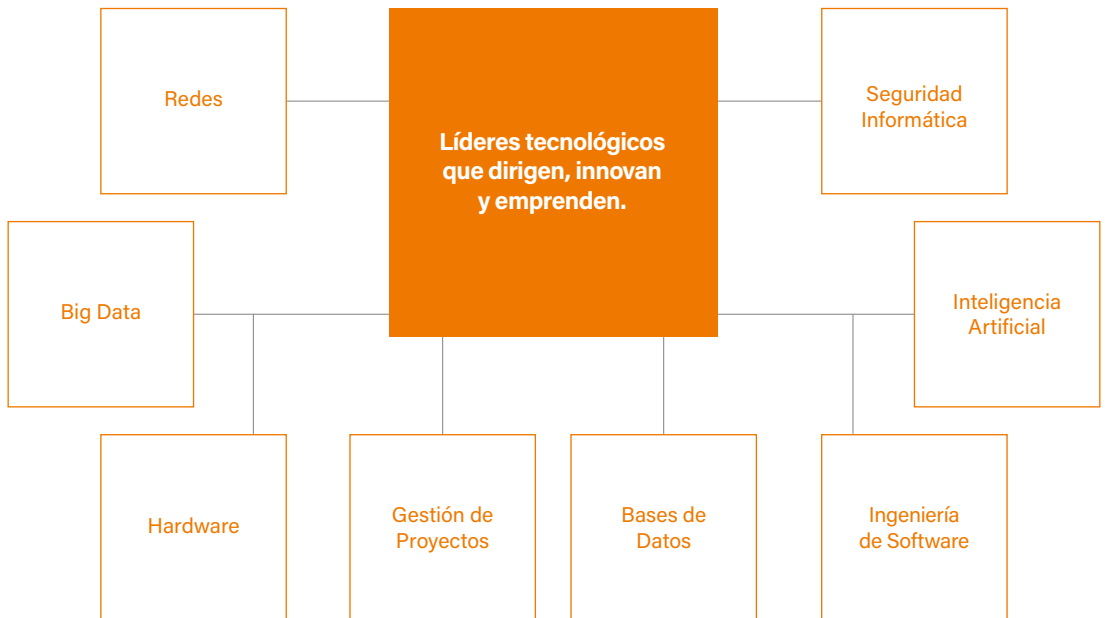 Redes
Líderes tecnológicos
que dirigen, innovan
y emprenden.
Seguridad
Informática
Big Data
Inteligencia
Artificial
Hardware
Gestión de
Proyectos
Bases de
Datos
Ingeniería
de Software